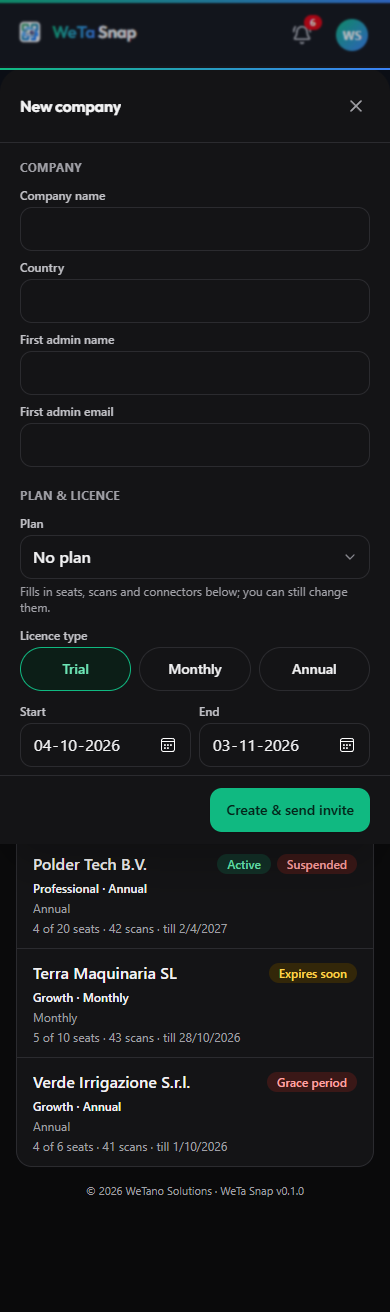 WeTa Snap
6
WS
New company
COMPANY
Company name
Country
First admin name
First admin email
PLAN & LICENCE
Plan
No plan
Fills in seats, scans and connectors below; you can still change
them.
Licence type
Trial Monthly Annual
Start End
04-10-2026 03-11-2026
Create & send invite
Polder Tech B.V. Active Suspended
Professional · Annual
Annual
4 of 20 seats · 42 scans · till 2/4/2027
Terra Maquinaria SL Expires soon
Growth · Monthly
Monthly
5 of 10 seats · 43 scans · till 28/10/2026
Verde Irrigazione S.r.l. Grace period
Growth · Annual
Annual
4 of 6 seats · 41 scans · till 1/10/2026
© 2026 WeTano Solutions · WeTa Snap v0.1.0